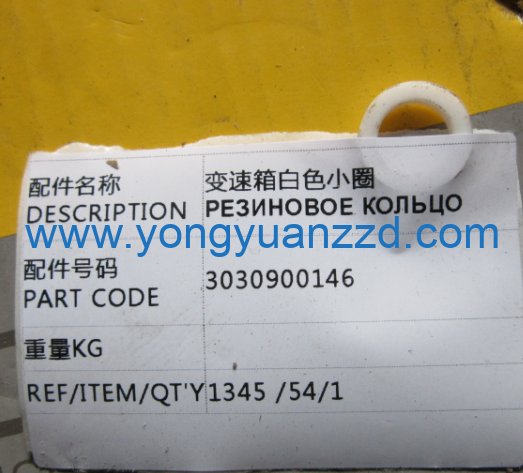 配件名称 变速箱白色小圈
DESCRIPTION РЕЗИНОВОЕ КОЛЬЦО
www.yongyuanzzd.com
配件号码
PART CODE 3030900146
重量KG
REF/ITEM/QT'Y 1345 /54/1